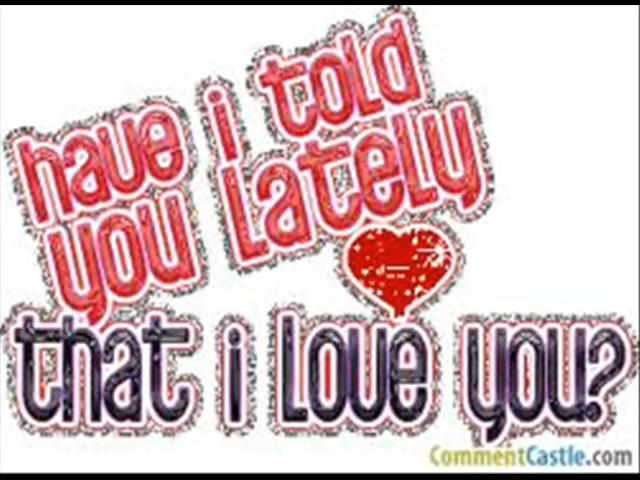 have i told
you lately
that i love you?
CommentCastle.com